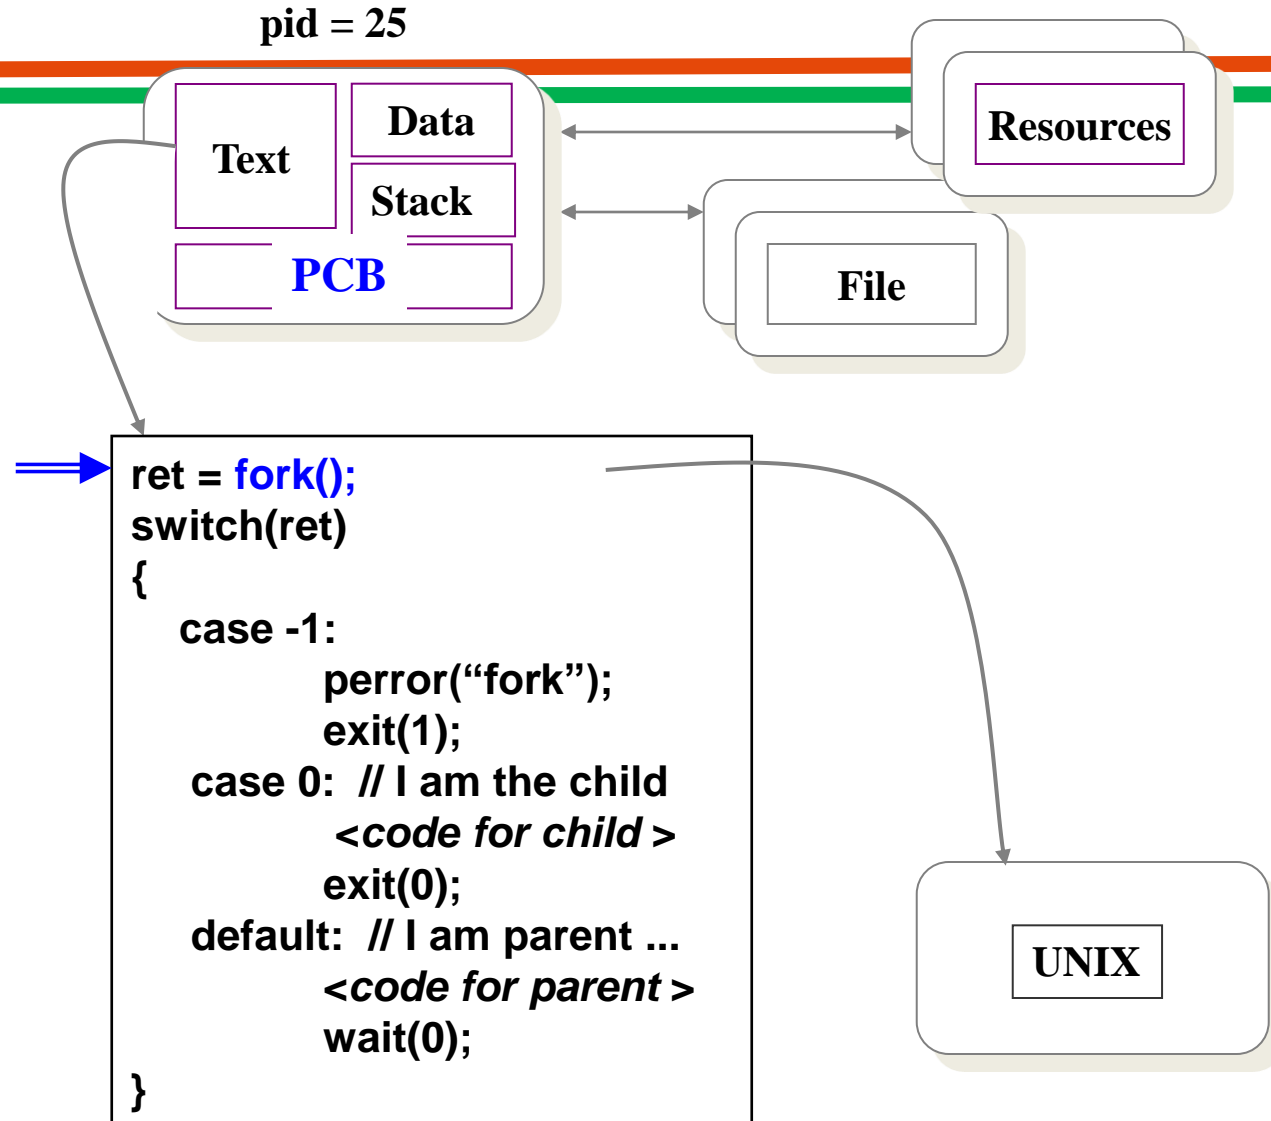 pid = 25
Text
Data
Stack
PCB
Resources
File
ret = fork();
switch(ret)
{
case -1:
perror(“fork”);
exit(1);
case 0: // I am the child
<code for child >
exit(0);
default: // I am parent ...
<code for parent >
wait(0);
}
UNIX